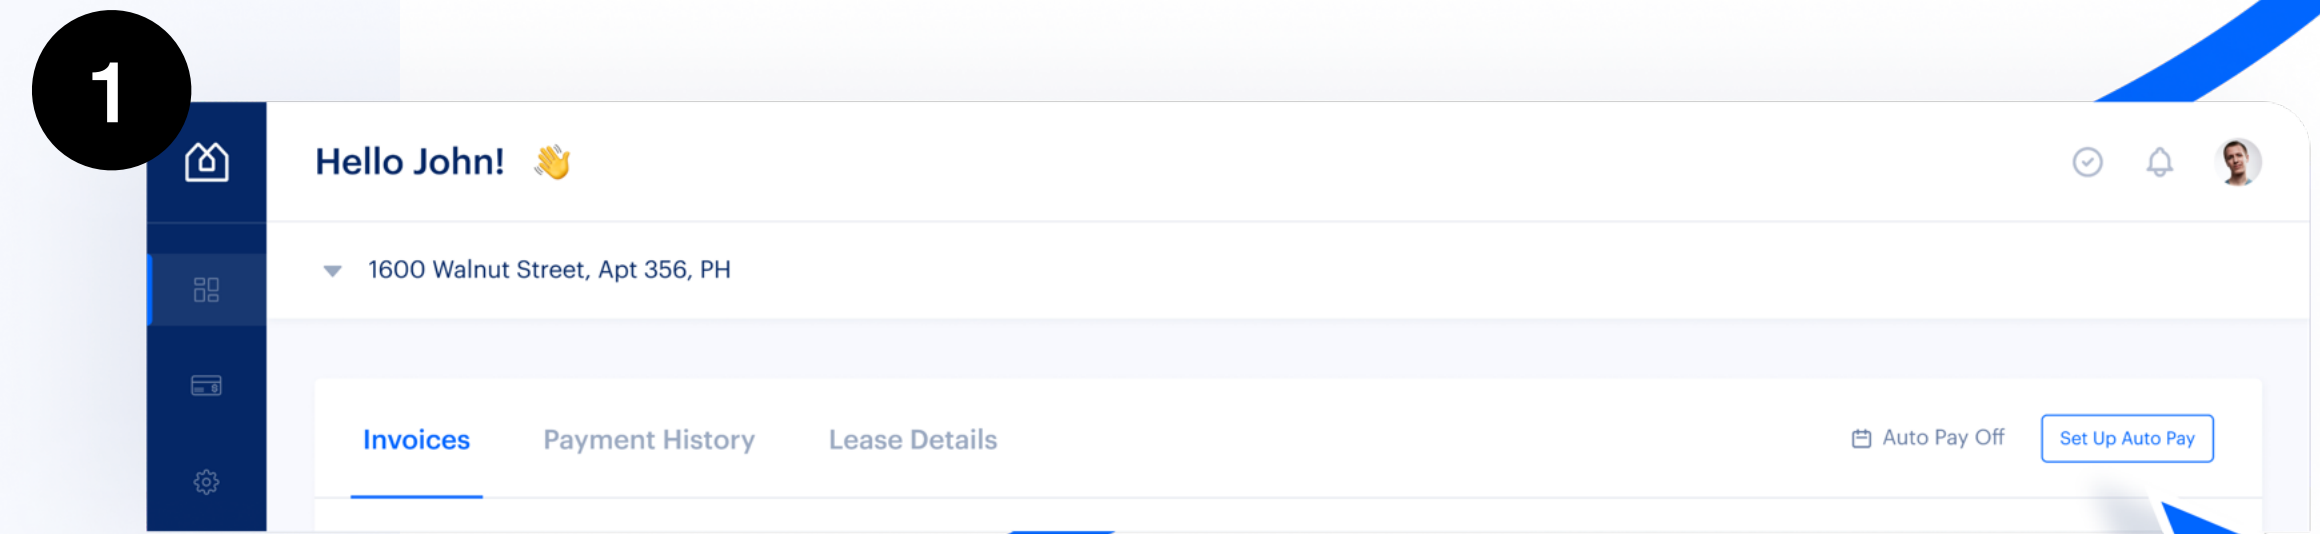 1
Hello John! 👋
1600 Walnut Street, Apt 356, PH
Invoices Payment History Lease Details Auto Pay Off Set Up Auto Pay